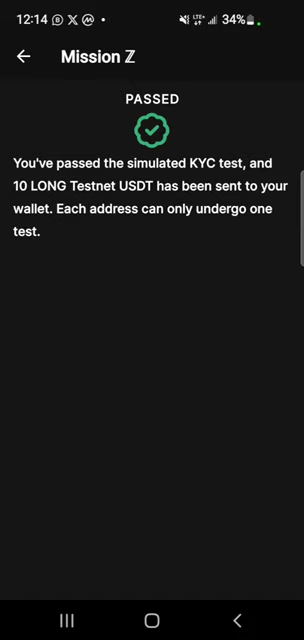 12:14 LTE+ 34%
Mission ℤ
PASSED
You've passed the simulated KYC test, and
10 LONG Testnet USDT has been sent to your
wallet. Each address can only undergo one
test.